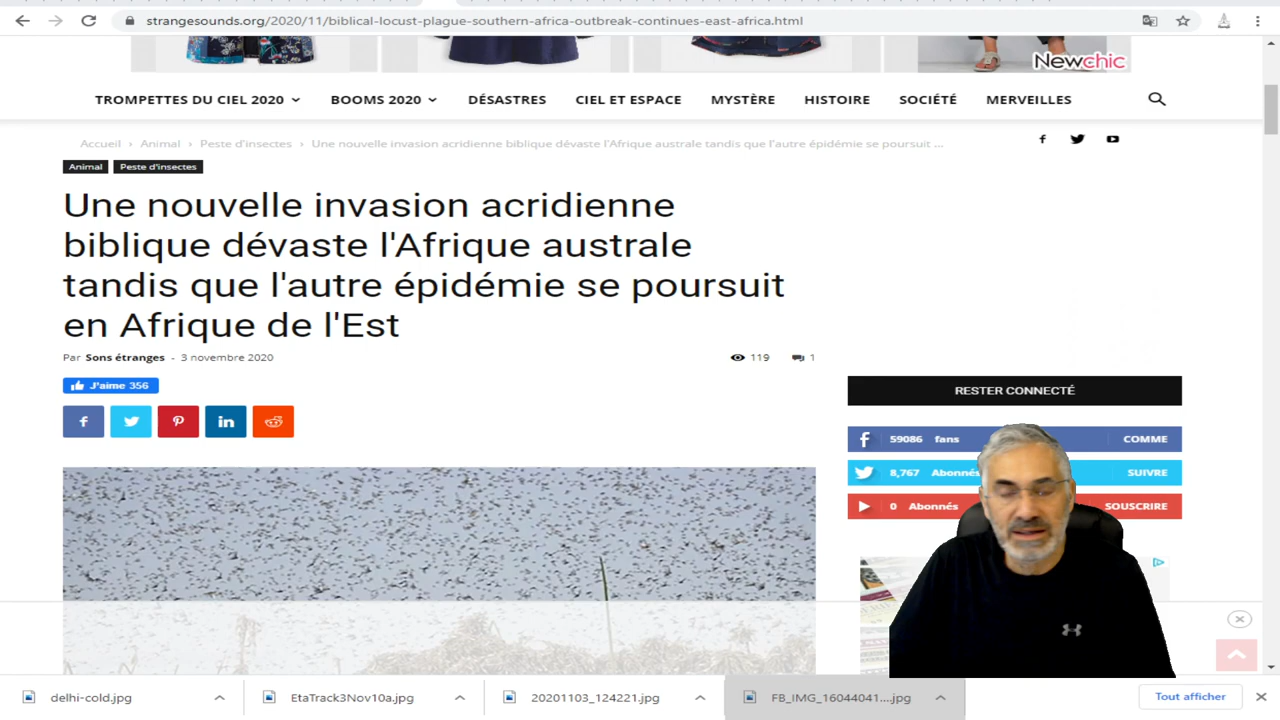 strangesounds.org/2020/11/biblical-locust-plague-southern-africa-outbreak-continues-east-africa.html
Newchic
TROMPETTES DU CIEL 2020 BOOMS 2020 DÉSASTRES CIEL ET ESPACE MYSTÈRE HISTOIRE SOCIÉTÉ MERVEILLES
Accueil › Animal › Peste d'insectes › Une nouvelle invasion acridienne biblique dévaste l'Afrique australe tandis que l'autre épidémie se poursuit ...
Animal Peste d'insectes
Une nouvelle invasion acridienne
biblique dévaste l'Afrique australe
tandis que l'autre épidémie se poursuit
en Afrique de l'Est
Par Sons étranges - 3 novembre 2020 119 1
J'aime 356
RESTER CONNECTÉ
59086 fans COMME
8,767 Abonnés SUIVRE
0 Abonnés SOUSCRIRE
delhi-cold.jpg EtaTrack3Nov10a.jpg 20201103_124221.jpg FB_IMG_16044041....jpg Tout afficher